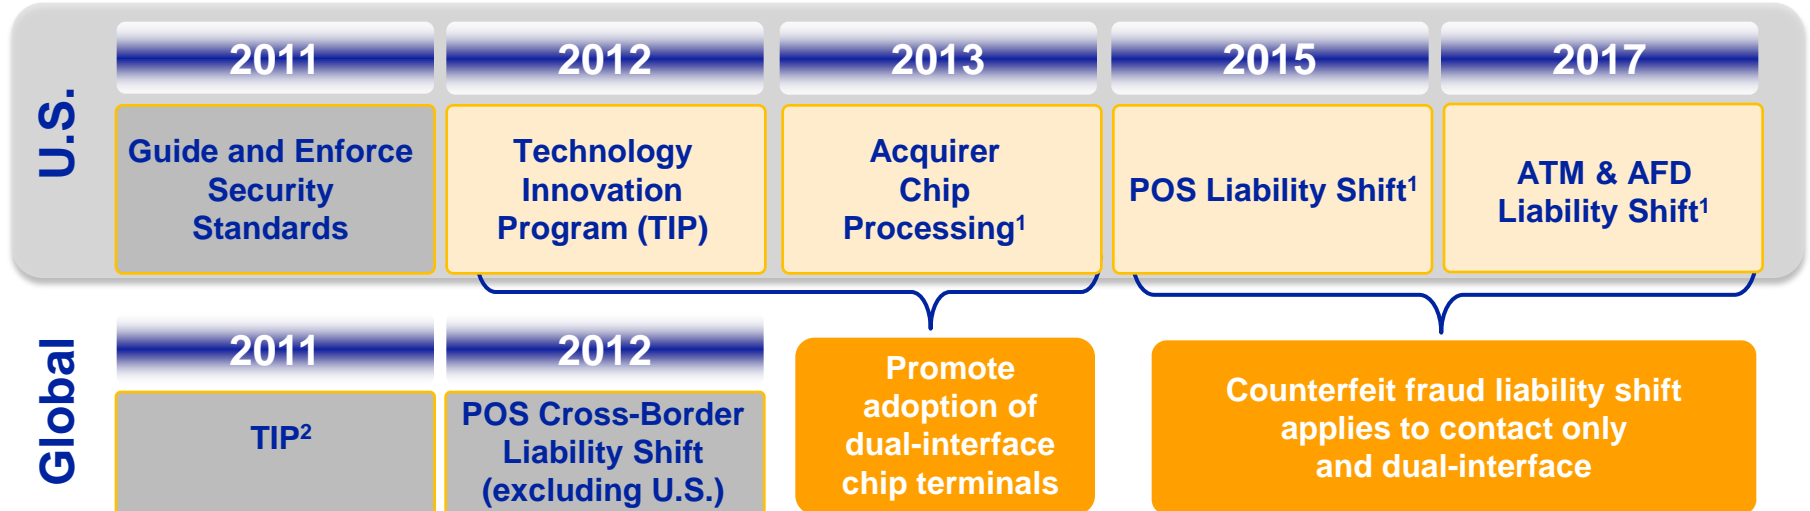 U.S.
2011
2012
2013
2015
2017
Guide and Enforce
Security
Standards
Technology
Innovation
Program (TIP)
Acquirer
Chip
Processing¹
POS Liability Shift¹
ATM & AFD
Liability Shift¹
Global
2011
2012
TIP²
POS Cross-Border
Liability Shift
(excluding U.S.)
Promote
adoption of
dual-interface
chip terminals
Counterfeit fraud liability shift
applies to contact only
and dual-interface